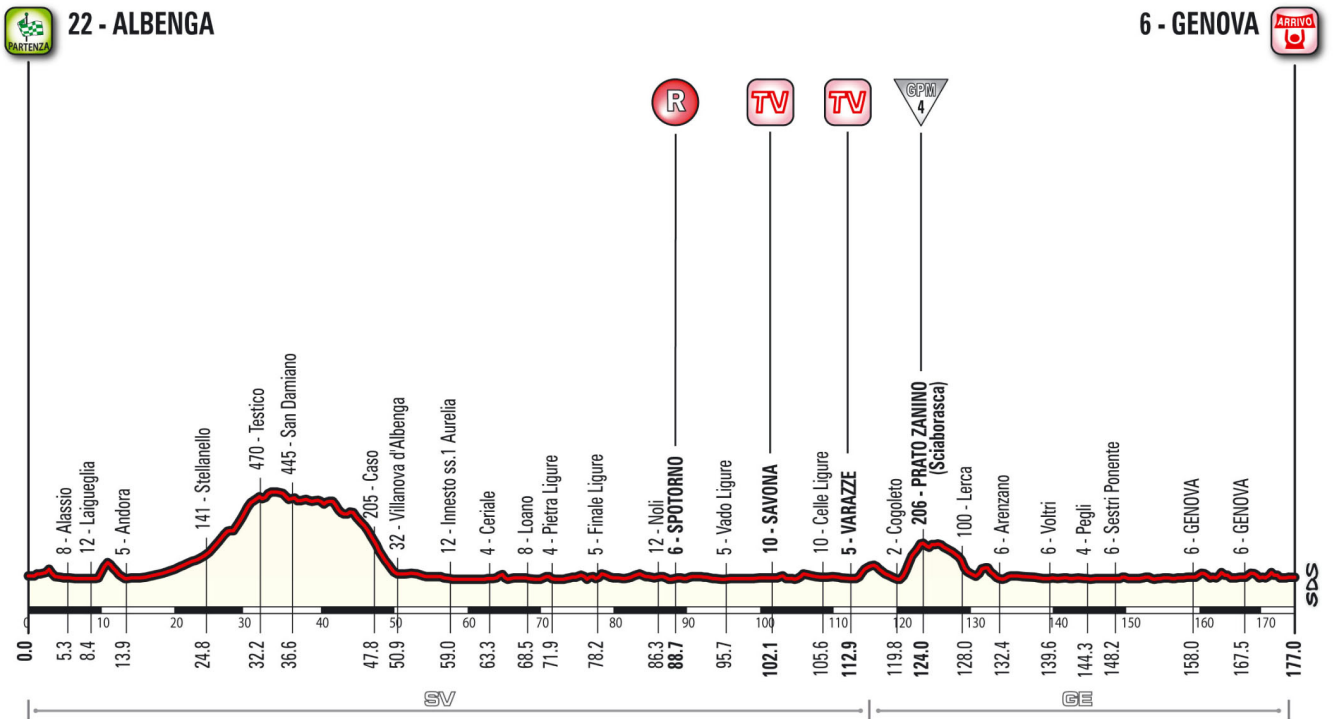 PARTENZA
22 - ALBENGA
6 - GENOVA
ARRIVO
R
TV
TV
GPM
4
8 - Alassio
12 - Laigueglia
5 - Andora
141 - Stellanello
470 - Testico
445 - San Damiano
205 - Caso
32 - Villanova d'Albenga
12 - Innesto ss.1 Aurelia
4 - Ceriale
8 - Loano
4 - Pietra Ligure
5 - Finale Ligure
12 - Noli
6 - SPOTORNO
5 - Vado Ligure
10 - SAVONA
10 - Celle Ligure
5 - VARAZZE
2 - Cogoleto
206 - PRATO ZANINO
(Sciaborasca)
100 - Lerca
6 - Arenzano
6 - Voltri
4 - Pegli
6 - Sestri Ponente
6 - GENOVA
6 - GENOVA
SDS
0 10 20 30 40 50 60 70 80 90 100 110 120 130 140 150 160 170
0.0 5.3 8.4 13.9 24.8 32.2 36.6 47.8 50.9 59.0 63.3 68.5 71.9 78.2 86.3 88.7 95.7 102.1 105.6 112.9 119.8 124.0 128.0 132.4 139.6 144.3 148.2 158.0 167.5 177.0
SV GE